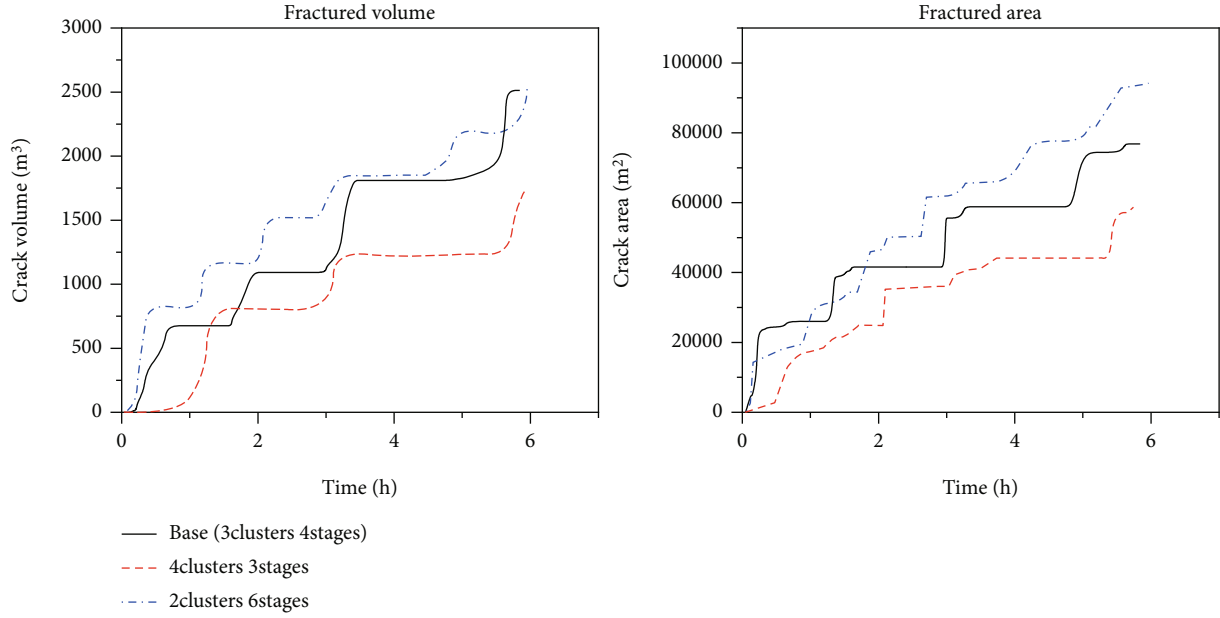 Fractured volume
3000
2500
2000
1500
1000
500
0
Crack volume (m³)
0 2 4 6
Time (h)
Fractured area
100000
80000
60000
40000
20000
0
Crack area (m²)
0 2 4 6
Time (h)
Base (3clusters 4stages)
4clusters 3stages
2clusters 6stages